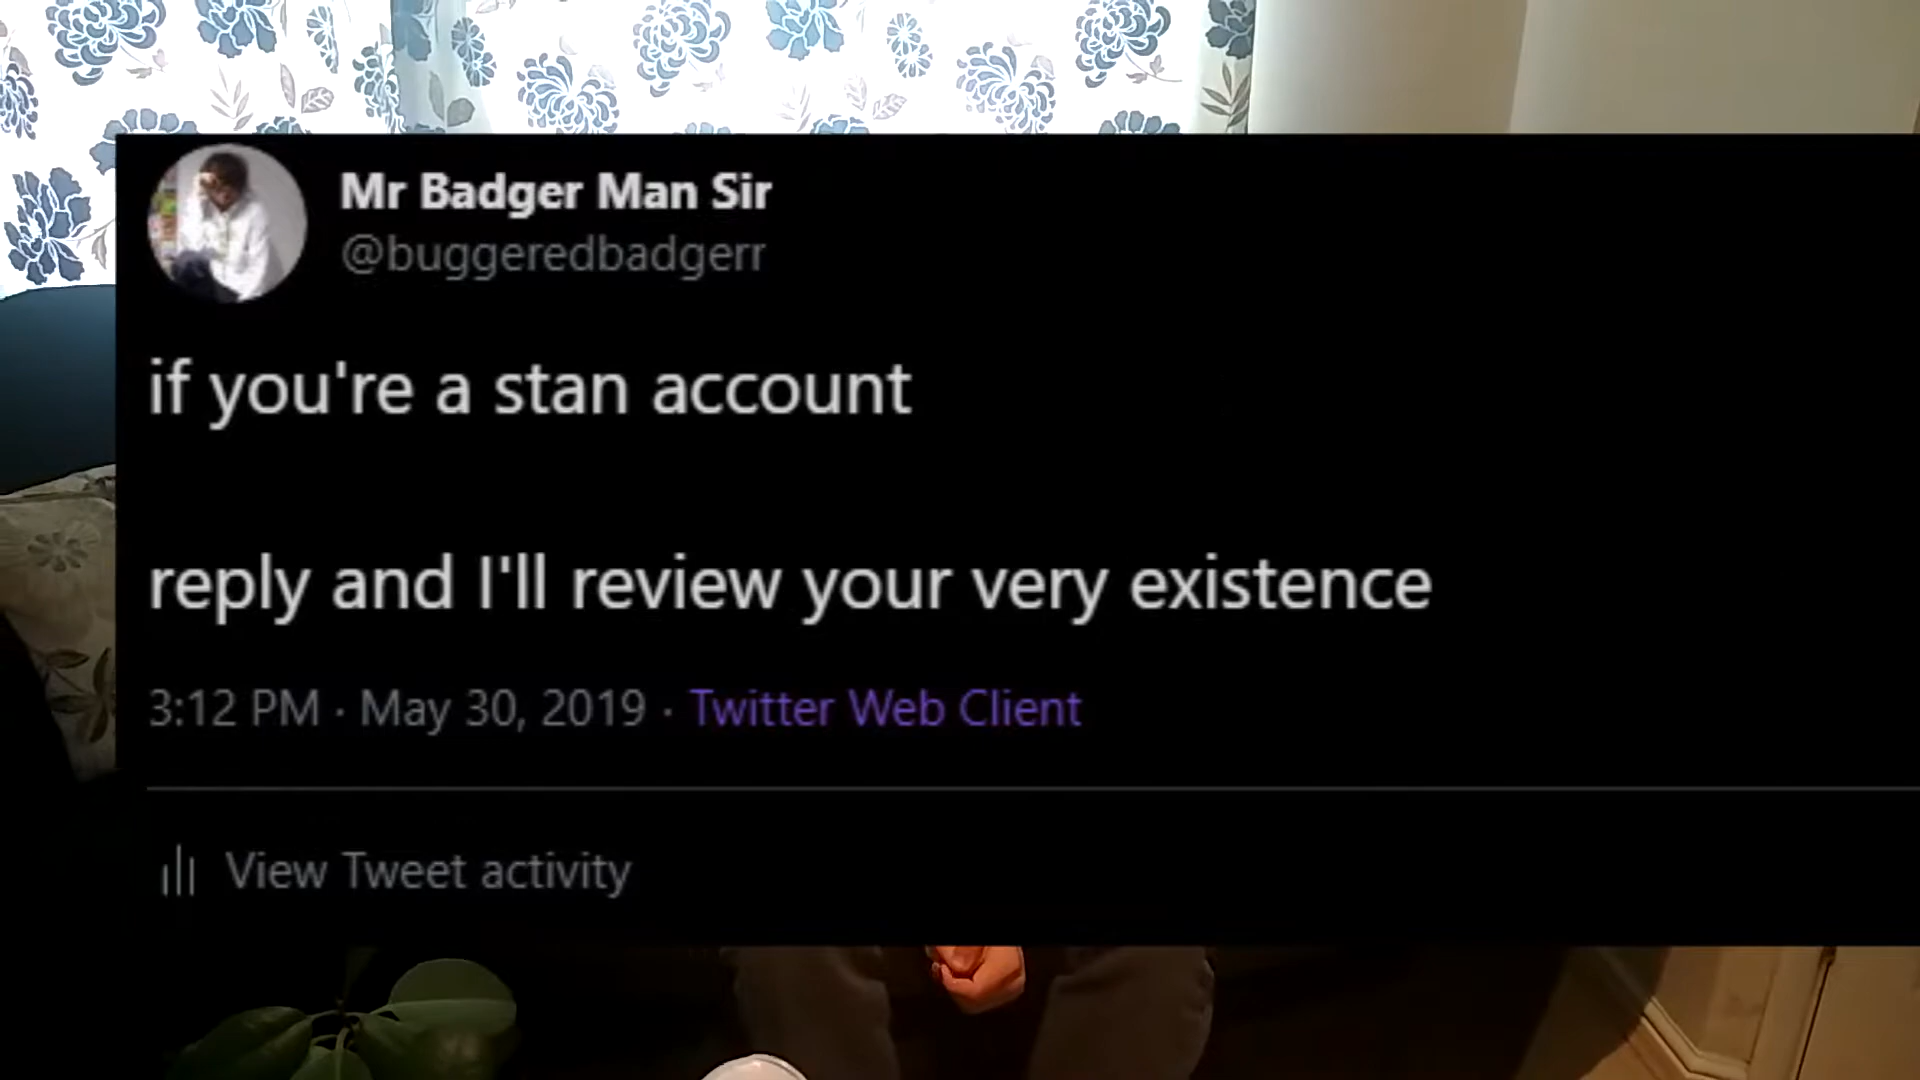 Mr Badger Man Sir
@buggeredbadgerr
if you're a stan account
reply and I'll review your very existence
3:12 PM · May 30, 2019 · Twitter Web Client
View Tweet activity